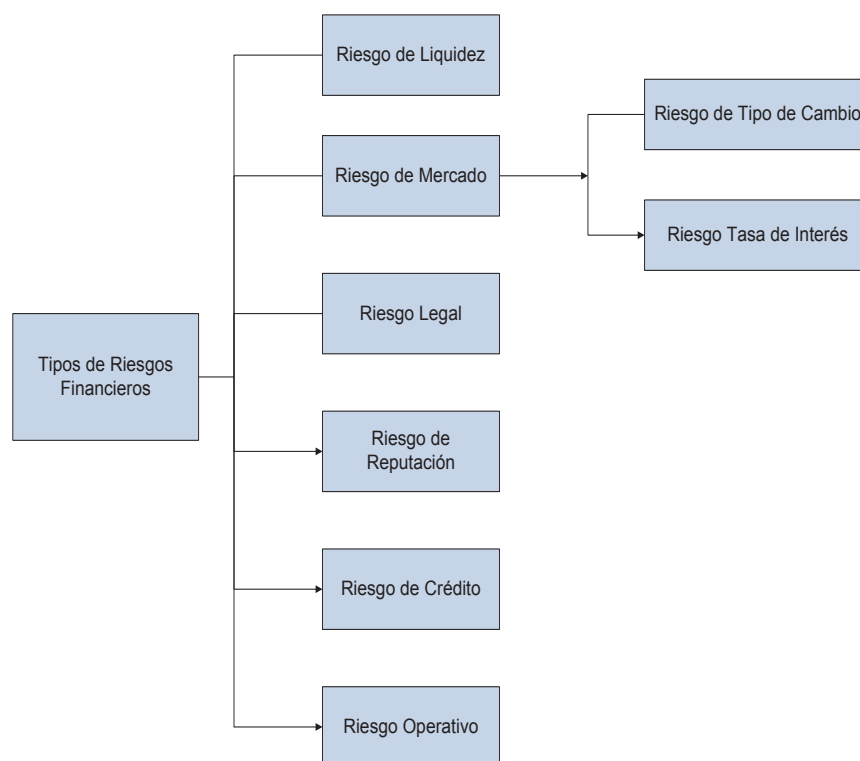 Riesgo de Liquidez
Riesgo de Tipo de Cambio
Riesgo de Mercado
Riesgo Tasa de Interés
Riesgo Legal
Tipos de Riesgos
Financieros
Riesgo de
Reputación
Riesgo de Crédito
Riesgo Operativo